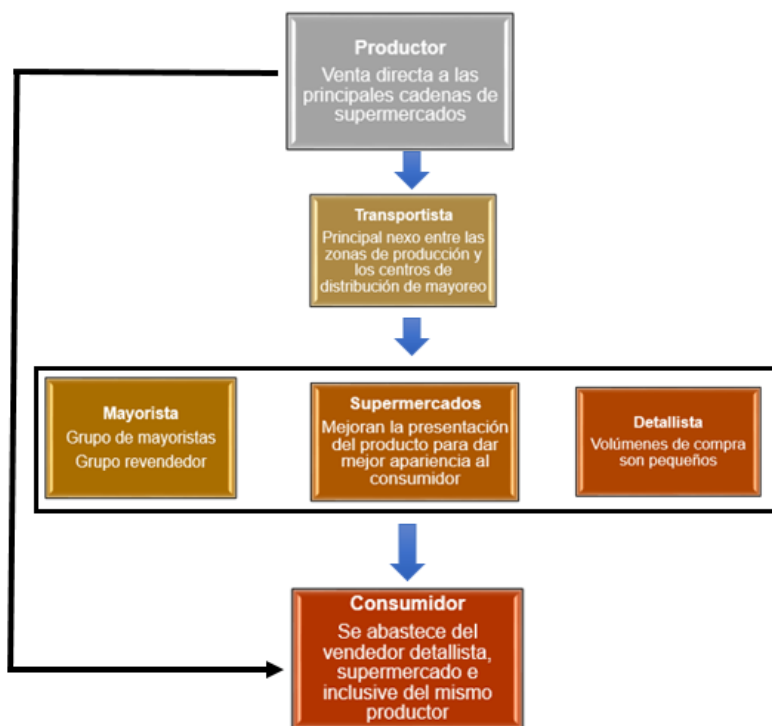 Productor
Venta directa a las
principales cadenas de
supermercados
Transportista
Principal nexo entre las
zonas de producción y
los centros de
distribución de mayoreo
Mayorista
Grupo de mayoristas
Grupo revendedor
Supermercados
Mejoran la presentación
del producto para dar
mejor apariencia al
consumidor
Detallista
Volúmenes de compra
son pequeños
Consumidor
Se abastece del
vendedor detallista,
supermercado e
inclusive del mismo
productor